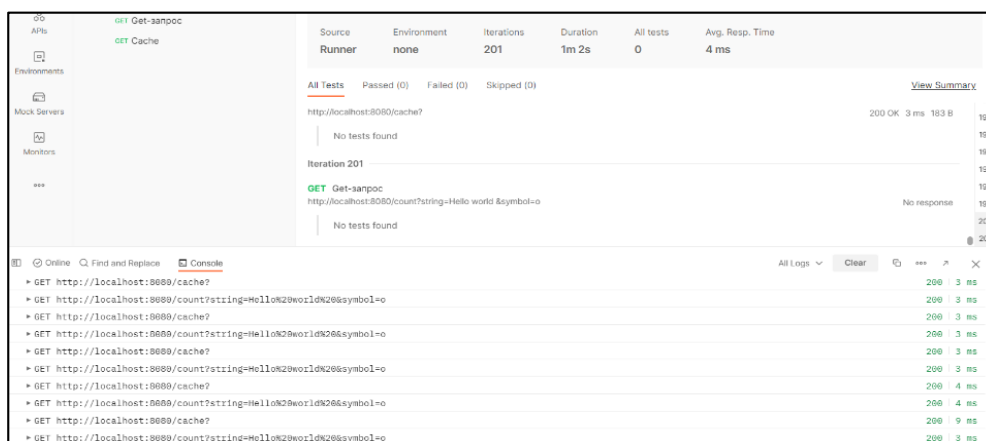 APIs
Environments
Mock Servers
Monitors
GET Get-запрос
GET Cache
Source Environment Iterations Duration All tests Avg. Resp. Time
Runner none 201 1m 2s 0 4 ms
All Tests Passed (0) Failed (0) Skipped (0) View Summary
http://localhost:8080/cache? 200 OK 3 ms 183 B
No tests found
Iteration 201
GET Get-запрос
http://localhost:8080/count?string=Hello world &symbol=o No response
No tests found
Online Find and Replace Console All Logs Clear
GET http://localhost:8080/cache? 200 3 ms
GET http://localhost:8080/count?string=Hello%20world%20&symbol=o 200 3 ms
GET http://localhost:8080/cache? 200 3 ms
GET http://localhost:8080/count?string=Hello%20world%20&symbol=o 200 3 ms
GET http://localhost:8080/cache? 200 3 ms
GET http://localhost:8080/count?string=Hello%20world%20&symbol=o 200 3 ms
GET http://localhost:8080/cache? 200 4 ms
GET http://localhost:8080/count?string=Hello%20world%20&symbol=o 200 4 ms
GET http://localhost:8080/cache? 200 9 ms
GET http://localhost:8080/count?string=Hello%20world%20&symbol=o 200 3 ms